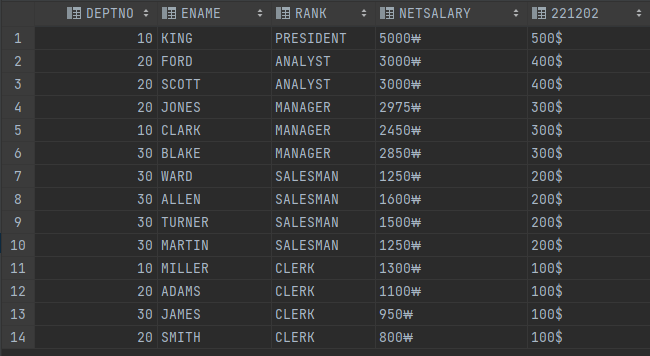 DEPTNO ENAME RANK NETSALARY 221202
1 10 KING PRESIDENT 5000₩ 500$
2 20 FORD ANALYST 3000₩ 400$
3 20 SCOTT ANALYST 3000₩ 400$
4 20 JONES MANAGER 2975₩ 300$
5 10 CLARK MANAGER 2450₩ 300$
6 30 BLAKE MANAGER 2850₩ 300$
7 30 WARD SALESMAN 1250₩ 200$
8 30 ALLEN SALESMAN 1600₩ 200$
9 30 TURNER SALESMAN 1500₩ 200$
10 30 MARTIN SALESMAN 1250₩ 200$
11 10 MILLER CLERK 1300₩ 100$
12 20 ADAMS CLERK 1100₩ 100$
13 30 JAMES CLERK 950₩ 100$
14 20 SMITH CLERK 800₩ 100$